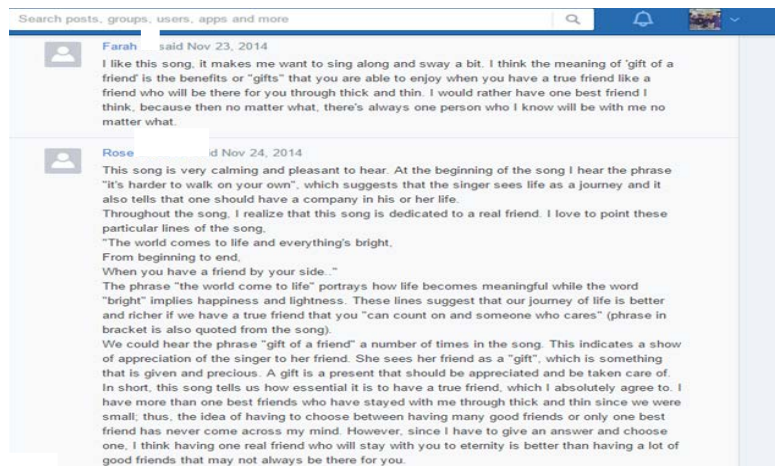 Search posts, groups, users, apps and more
Farah said Nov 23, 2014
I like this song, it makes me want to sing along and sway a bit. I think the meaning of 'gift of a
friend' is the benefits or "gifts" that you are able to enjoy when you have a true friend like a
friend who will be there for you through thick and thin. I would rather have one best friend I
think, because then no matter what, there's always one person who I know will be with me no
matter what.
Rose id Nov 24, 2014
This song is very calming and pleasant to hear. At the beginning of the song I hear the phrase
"it's harder to walk on your own", which suggests that the singer sees life as a journey and it
also tells that one should have a company in his or her life.
Throughout the song, I realize that this song is dedicated to a real friend. I love to point these
particular lines of the song,
"The world comes to life and everything's bright,
From beginning to end,
When you have a friend by your side.."
The phrase "the world come to life" portrays how life becomes meaningful while the word
"bright" implies happiness and lightness. These lines suggest that our journey of life is better
and richer if we have a true friend that you "can count on and someone who cares" (phrase in
bracket is also quoted from the song).
We could hear the phrase "gift of a friend" a number of times in the song. This indicates a show
of appreciation of the singer to her friend. She sees her friend as a "gift", which is something
that is given and precious. A gift is a present that should be appreciated and be taken care of.
In short, this song tells us how essential it is to have a true friend, which I absolutely agree to. I
have more than one best friends who have stayed with me through thick and thin since we were
small; thus, the idea of having to choose between having many good friends or only one best
friend has never come across my mind. However, since I have to give an answer and choose
one, I think having one real friend who will stay with you to eternity is better than having a lot of
good friends that may not always be there for you.